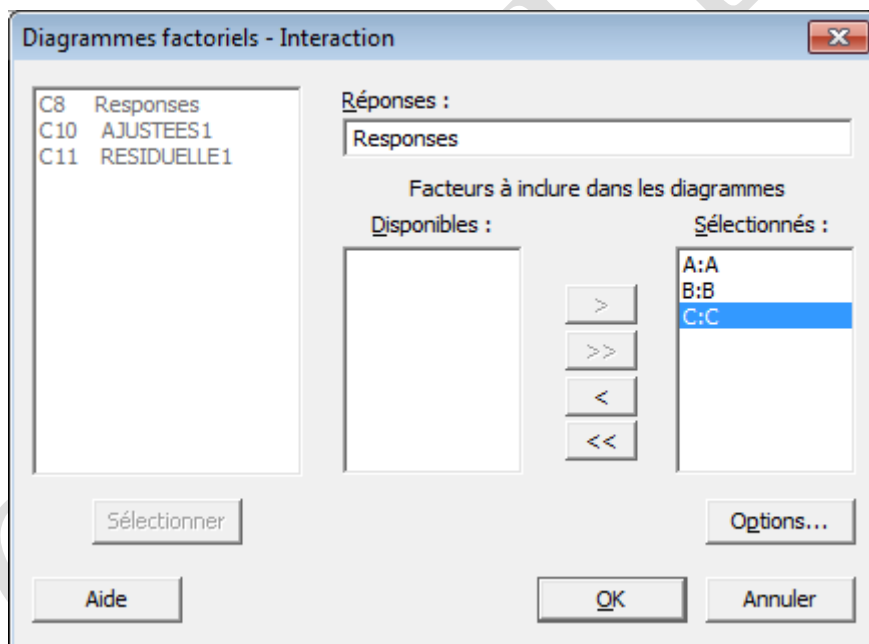 Diagrammes factoriels - Interaction
C8 Responses
C10 AJUSTEES1
C11 RESIDUELLE1
Réponses :
Responses
Facteurs à inclure dans les diagrammes
Disponibles :
Sélectionnés :
A:A
B:B
C:C
>
>>
<
<<
Sélectionner
Options...
Aide
OK
Annuler